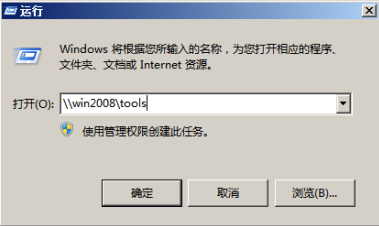 运行
Windows 将根据您所输入的名称，为您打开相应的程序、
文件夹、文档或 Internet 资源。
打开(O): \\win2008\tools
使用管理权限创建此任务。
确定 取消 浏览(B)...